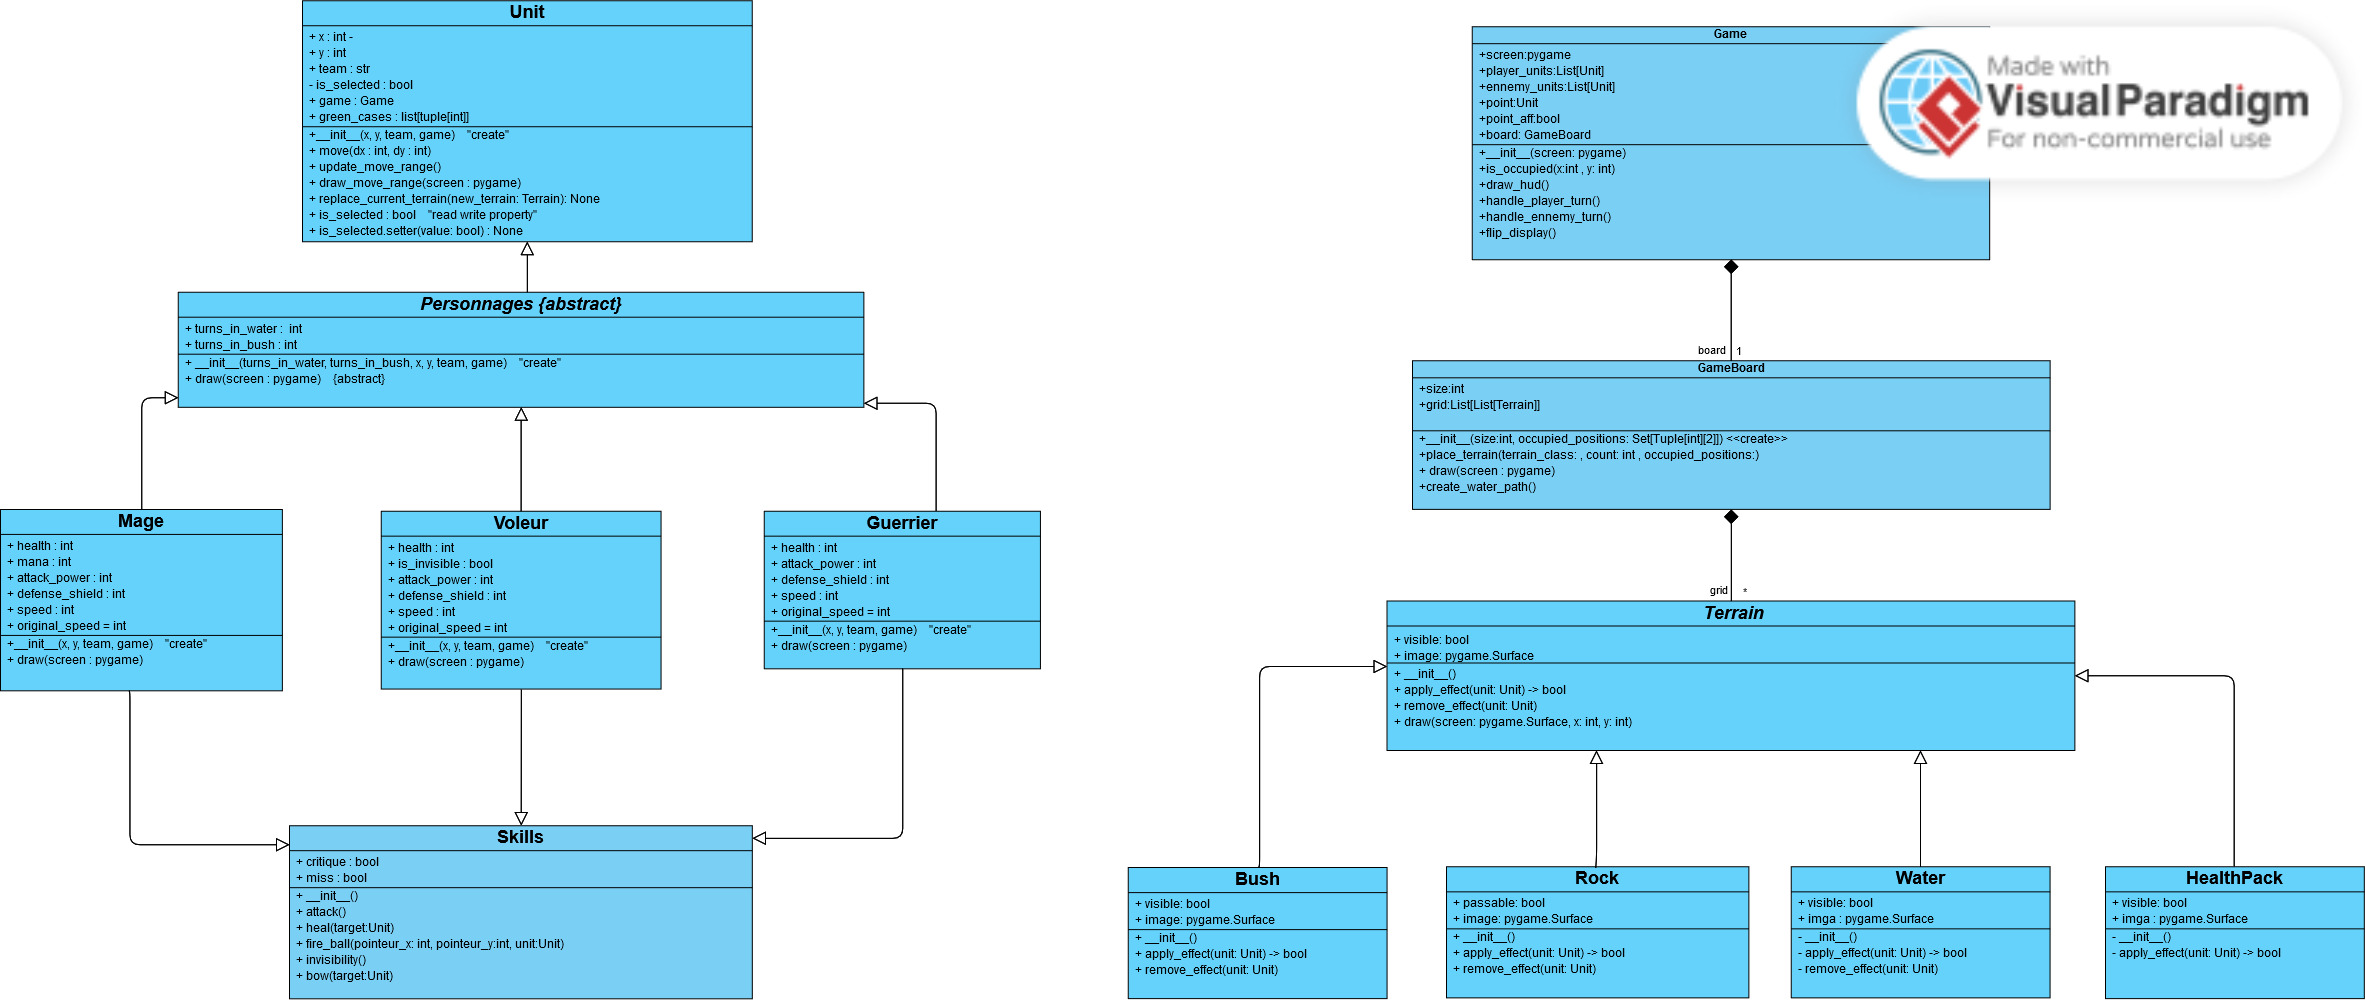 Unit
+ x : int -
+ y : int
+ team : str
- is_selected : bool
+ game : Game
+ green_cases : list[tuple[int]]
+__init__(x, y, team, game) "create"
+ move(dx : int, dy : int)
+ update_move_range()
+ draw_move_range(screen : pygame)
+ replace_current_terrain(new_terrain: Terrain): None
+ is_selected : bool "read write property"
+ is_selected.setter(value: bool) : None
Personnages {abstract}
+ turns_in_water : int
+ turns_in_bush : int
+ __init__(turns_in_water, turns_in_bush, x, y, team, game) "create"
+ draw(screen : pygame) {abstract}
Mage
+ health : int
+ mana : int
+ attack_power : int
+ defense_shield : int
+ speed : int
+ original_speed = int
+__init__(x, y, team, game) "create"
+ draw(screen : pygame)
Voleur
+ health : int
+ is_invisible : bool
+ attack_power : int
+ defense_shield : int
+ speed : int
+ original_speed = int
+__init__(x, y, team, game) "create"
+ draw(screen : pygame)
Guerrier
+ health : int
+ attack_power : int
+ defense_shield : int
+ speed : int
+ original_speed = int
+__init__(x, y, team, game) "create"
+ draw(screen : pygame)
Skills
+ critique : bool
+ miss : bool
+ __init__()
+ attack()
+ heal(target:Unit)
+ fire_ball(pointeur_x: int, pointeur_y:int, unit:Unit)
+ invisibility()
+ bow(target:Unit)
Game
+screen:pygame
+player_units:List[Unit]
+ennemy_units:List[Unit]
+point:Unit
+point_aff:bool
+board: GameBoard
+__init__(screen: pygame)
+is_occupied(x:int , y: int)
+draw_hud()
+handle_player_turn()
+handle_ennemy_turn()
+flip_display()
Made with
Visual Paradigm
For non-commercial use
board 1
GameBoard
+size:int
+grid:List[List[Terrain]]
+__init__(size:int, occupied_positions: Set[Tuple[int][2]]) <<create>>
+place_terrain(terrain_class: , count: int , occupied_positions:)
+ draw(screen : pygame)
+create_water_path()
grid *
Terrain
+ visible: bool
+ image: pygame.Surface
+ __init__()
+ apply_effect(unit: Unit) -> bool
+ remove_effect(unit: Unit)
+ draw(screen: pygame.Surface, x: int, y: int)
Bush
+ visible: bool
+ image: pygame.Surface
+ __init__()
+ apply_effect(unit: Unit) -> bool
+ remove_effect(unit: Unit)
Rock
+ passable: bool
+ image: pygame.Surface
+ __init__()
+ apply_effect(unit: Unit) -> bool
+ remove_effect(unit: Unit)
Water
+ visible: bool
+ imga : pygame.Surface
- __init__()
- apply_effect(unit: Unit) -> bool
- remove_effect(unit: Unit)
HealthPack
+ visible: bool
+ imga : pygame.Surface
- __init__()
- apply_effect(unit: Unit) -> bool